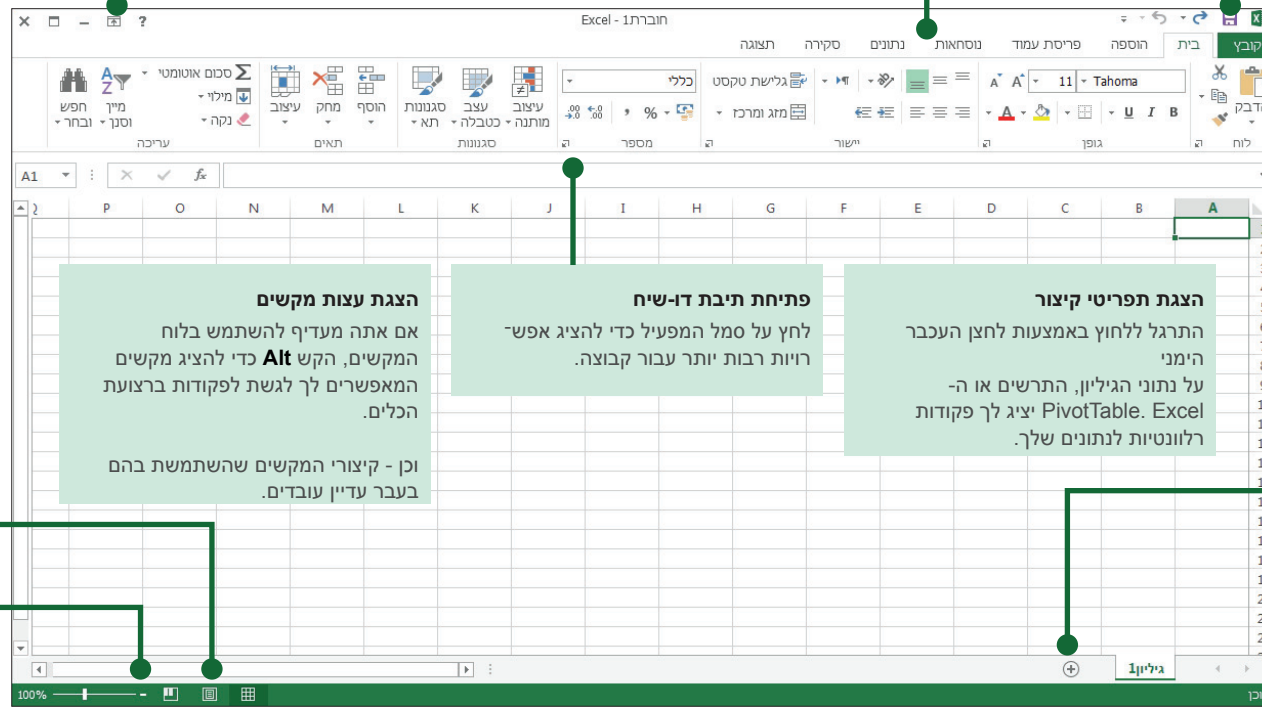 חוברת1 - Excel
קובץ בית הוספה פריסת עמוד נוסחאות נתונים סקירה תצוגה
Tahoma 11 גלישת טקסט כללי
B I U מזג ומרכז % ,
עיצוב מותנה עצב כטבלה סגנונות תא
הוסף מחק עיצוב
סכום אוטומטי
מילוי
נקה
מיין וסנן חפש ובחר
לוח גופן יישור מספר סגנונות תאים עריכה
A1 fx
A B C D E F G H I J K L M N O P
הצגת תפריטי קיצור
התרגל ללחוץ באמצעות לחצן העכבר
הימני
על נתוני הגיליון, התרשים או ה-
PivotTable. Excel יציג לך פקודות
רלוונטיות לנתונים שלך.
פתיחת תיבת דו-שיח
לחץ על סמל המפעיל כדי להציג אפש-
רויות רבות יותר עבור קבוצה.
הצגת עצות מקשים
אם אתה מעדיף להשתמש בלוח
המקשים, הקש Alt כדי להציג מקשים
המאפשרים לך לגשת לפקודות ברצועת
הכלים.
וכן - קיצורי המקשים שהשתמשת בהם
בעבר עדיין עובדים.
גיליון1
100%